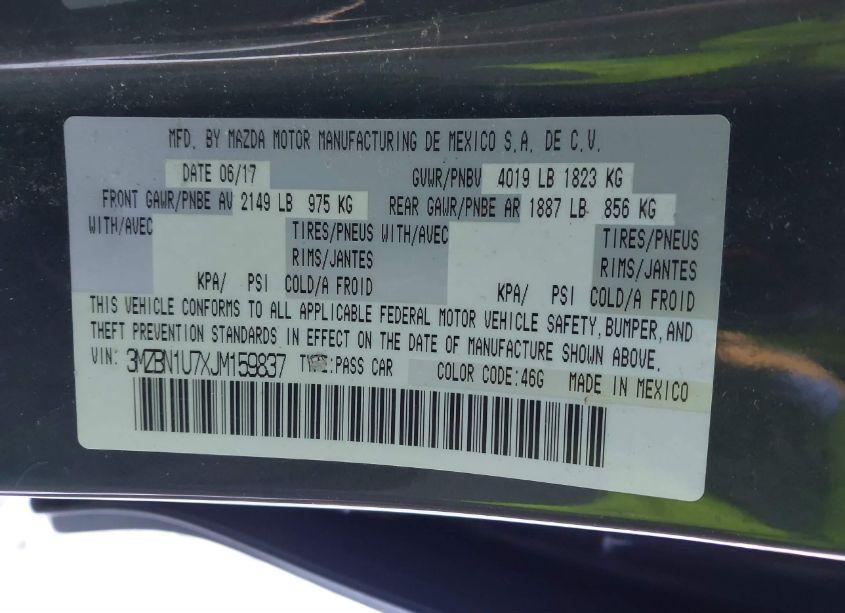 MFD. BY MAZDA MOTOR MANUFACTURING DE MEXICO S.A. DE C.V.
DATE 06/17 GVWR/PNBV 4019 LB 1823 KG
FRONT GAWR/PNBE AV 2149 LB 975 KG REAR GAWR/PNBE AR 1887 LB 856 KG
WITH/AVEC TIRES/PNEUS WITH/AVEC TIRES/PNEUS
RIMS/JANTES RIMS/JANTES
KPA/ PSI COLD/A FROID KPA/ PSI COLD/A FROID
THIS VEHICLE CONFORMS TO ALL APPLICABLE FEDERAL MOTOR VEHICLE SAFETY, BUMPER, AND
THEFT PREVENTION STANDARDS IN EFFECT ON THE DATE OF MANUFACTURE SHOWN ABOVE.
VIN: 3MZBN1U7XJM159837 :PASS CAR COLOR CODE:46G MADE IN MEXICO